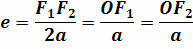 e = F₁F₂/2a = OF₁/a = OF₂/a